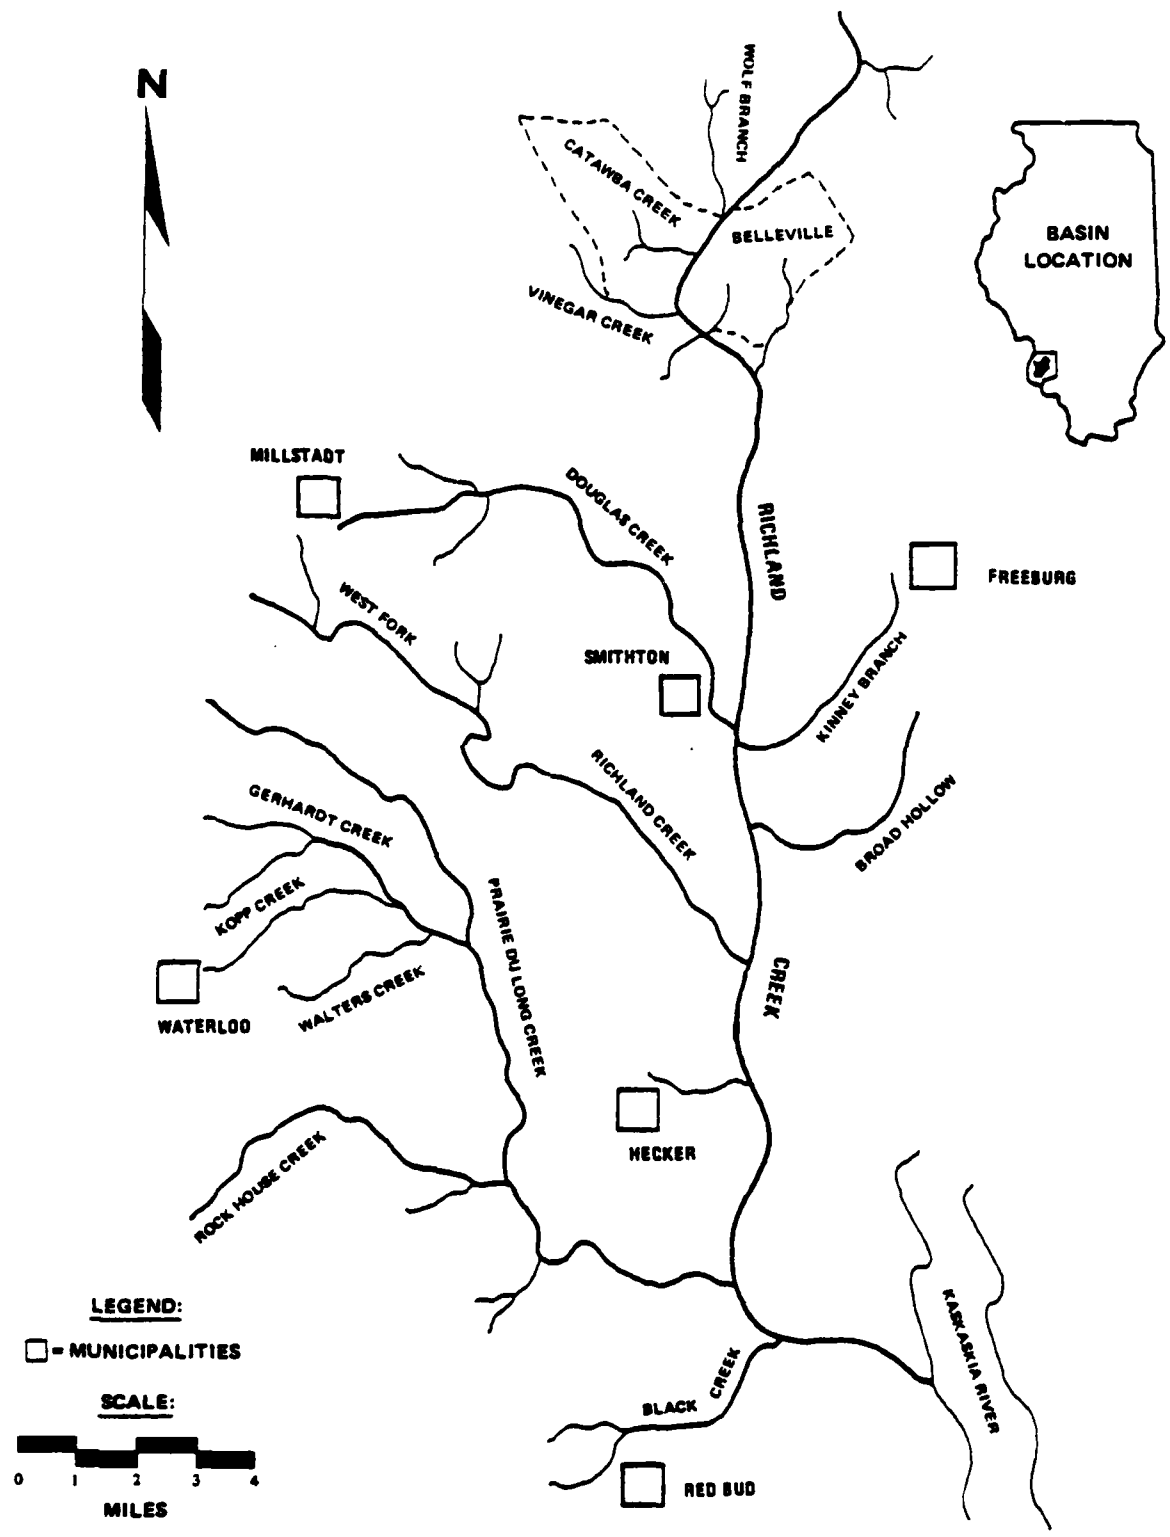 N
WOLF BRANCH
CATAWBA CREEK
BELLEVILLE
BASIN
LOCATION
VINEGAR CREEK
MILLSTADT
DOUGLAS CREEK
RICHLAND
FREEBURG
WEST FORK
SMITHTON
KINNEY BRANCH
RICHLAND CREEK
BROAD HOLLOW
GERHARDT CREEK
KOPP CREEK
PRAIRIE DU LONG CREEK
WALTERS CREEK
WATERLOO
CREEK
HECKER
ROCK HOUSE CREEK
KASKASKIA RIVER
LEGEND:
= MUNICIPALITIES
BLACK CREEK
SCALE:
0 1 2 3 4
MILES
RED BUD